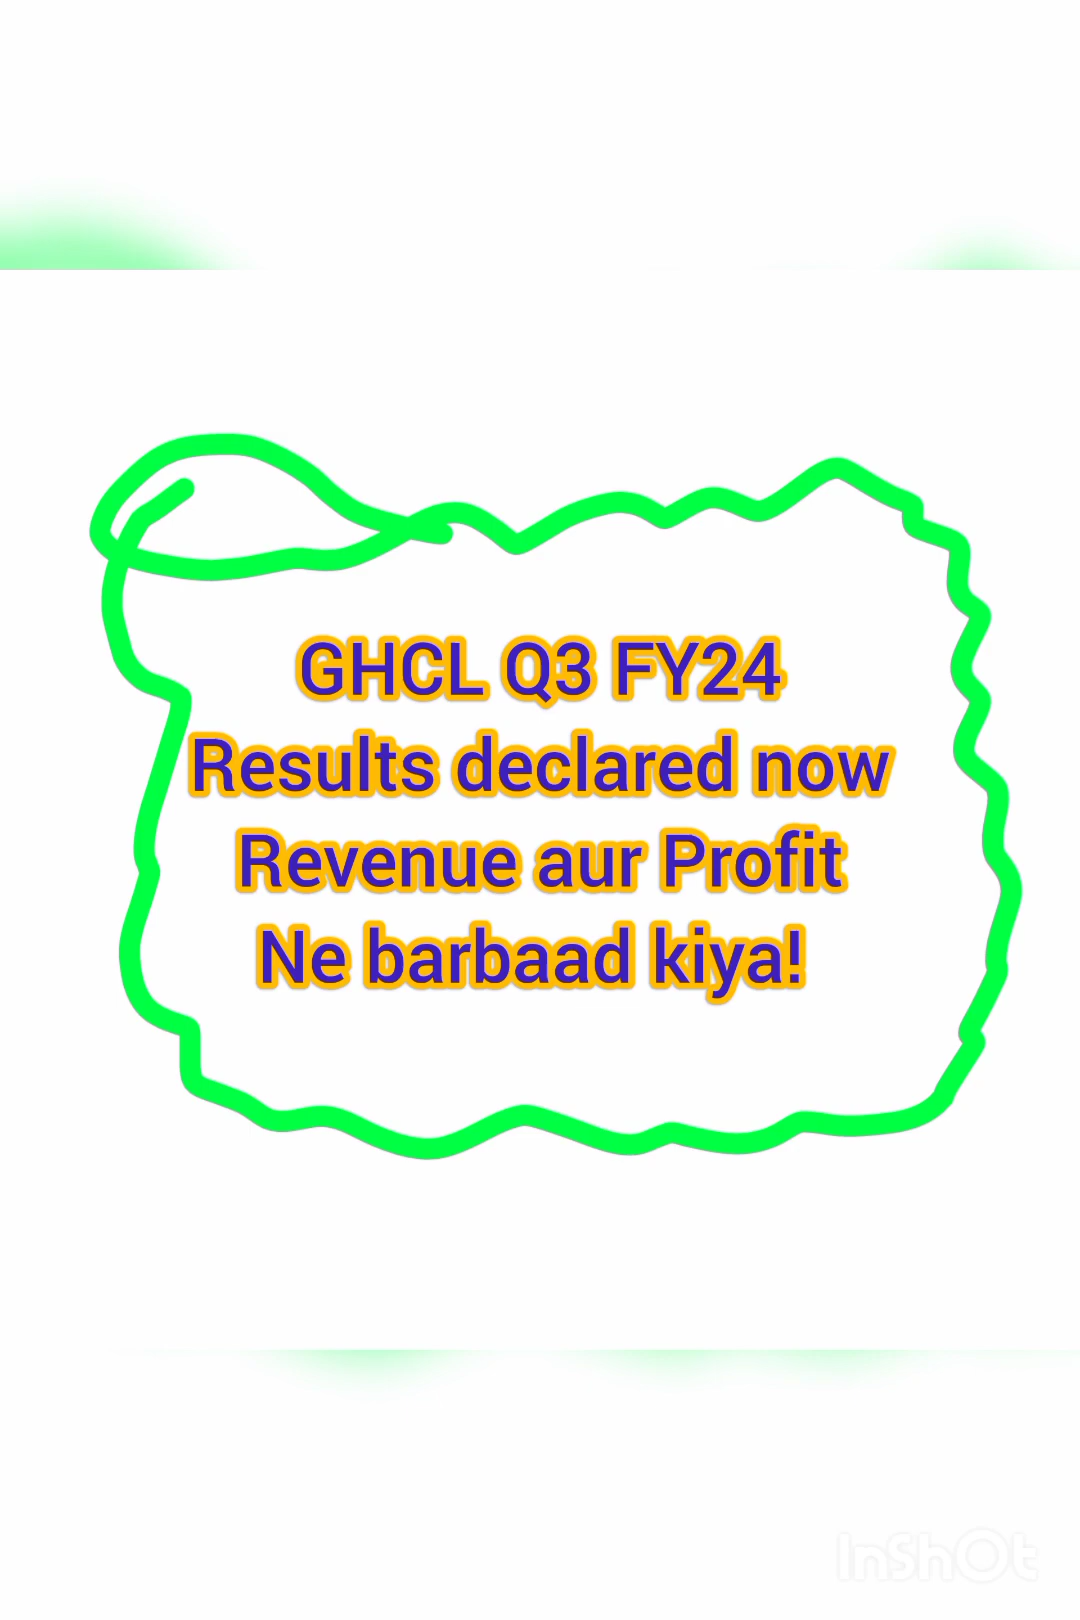 GHCL Q3 FY24
Results declared now
Revenue aur Profit
Ne barbaad kiya!
InShOt